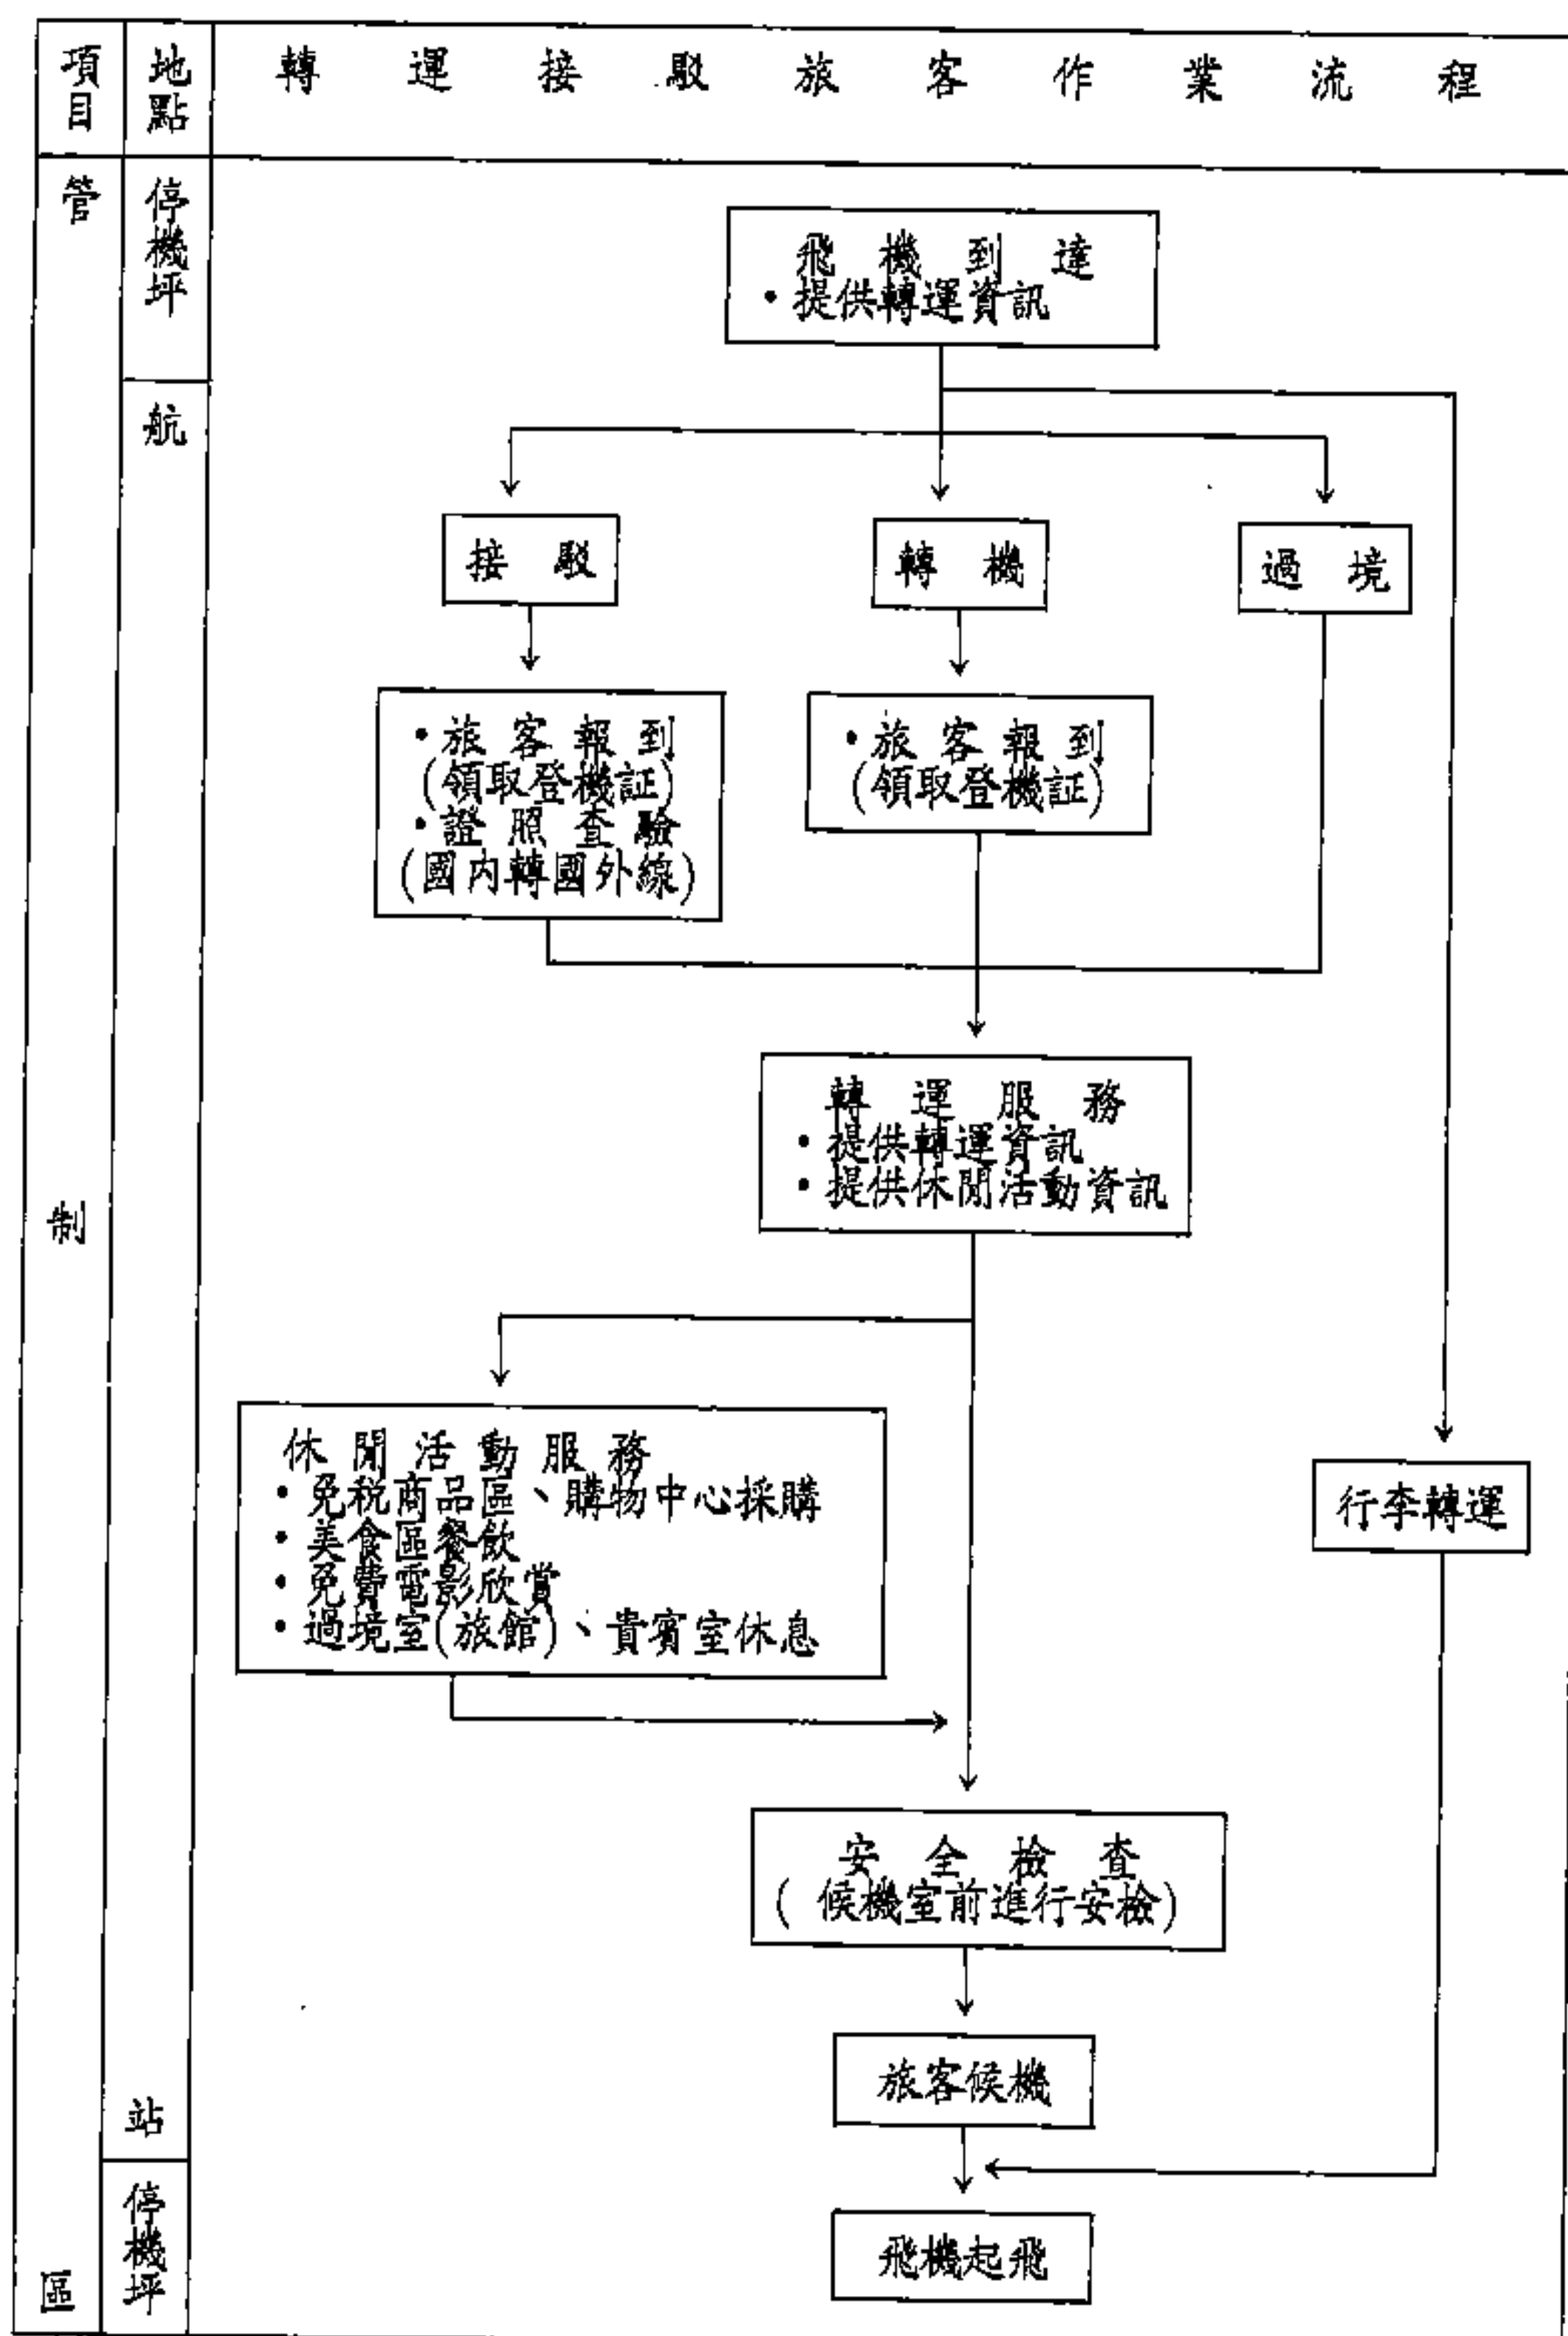 項目
地點
轉運接駁旅客作業流程
管制區
停機坪
航站
停機坪
飛機到達
・提供轉運資訊
接駁
轉機
過境
・旅客報到
(領取登機証)
・證照查驗
(國內轉國外線)
・旅客報到
(領取登機証)
轉運服務
・提供轉運資訊
・提供休閒活動資訊
休閒活動服務
・免稅商品區、購物中心採購
・美食區餐飲
・免費電影欣賞
・過境室(旅館)、貴賓室休息
行李轉運
安全檢查
(候機室前進行安檢)
旅客候機
飛機起飛